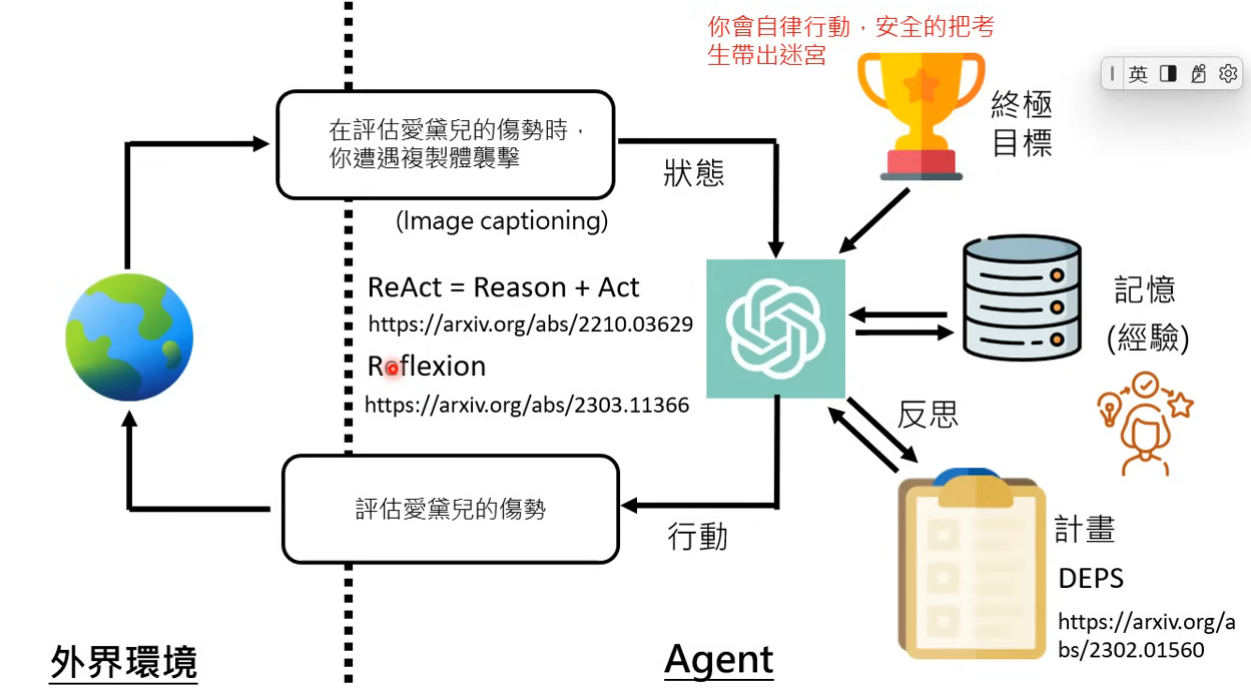 你會自律行動，安全的把考
生帶出迷宮
英
終極
目標
在評估愛黛兒的傷勢時，
你遭遇複製體襲擊
狀態
(Image captioning)
ReAct = Reason + Act
https://arxiv.org/abs/2210.03629
Reflexion
https://arxiv.org/abs/2303.11366
記憶
(經驗)
反思
評估愛黛兒的傷勢
行動
計畫
DEPS
https://arxiv.org/a
bs/2302.01560
外界環境
Agent